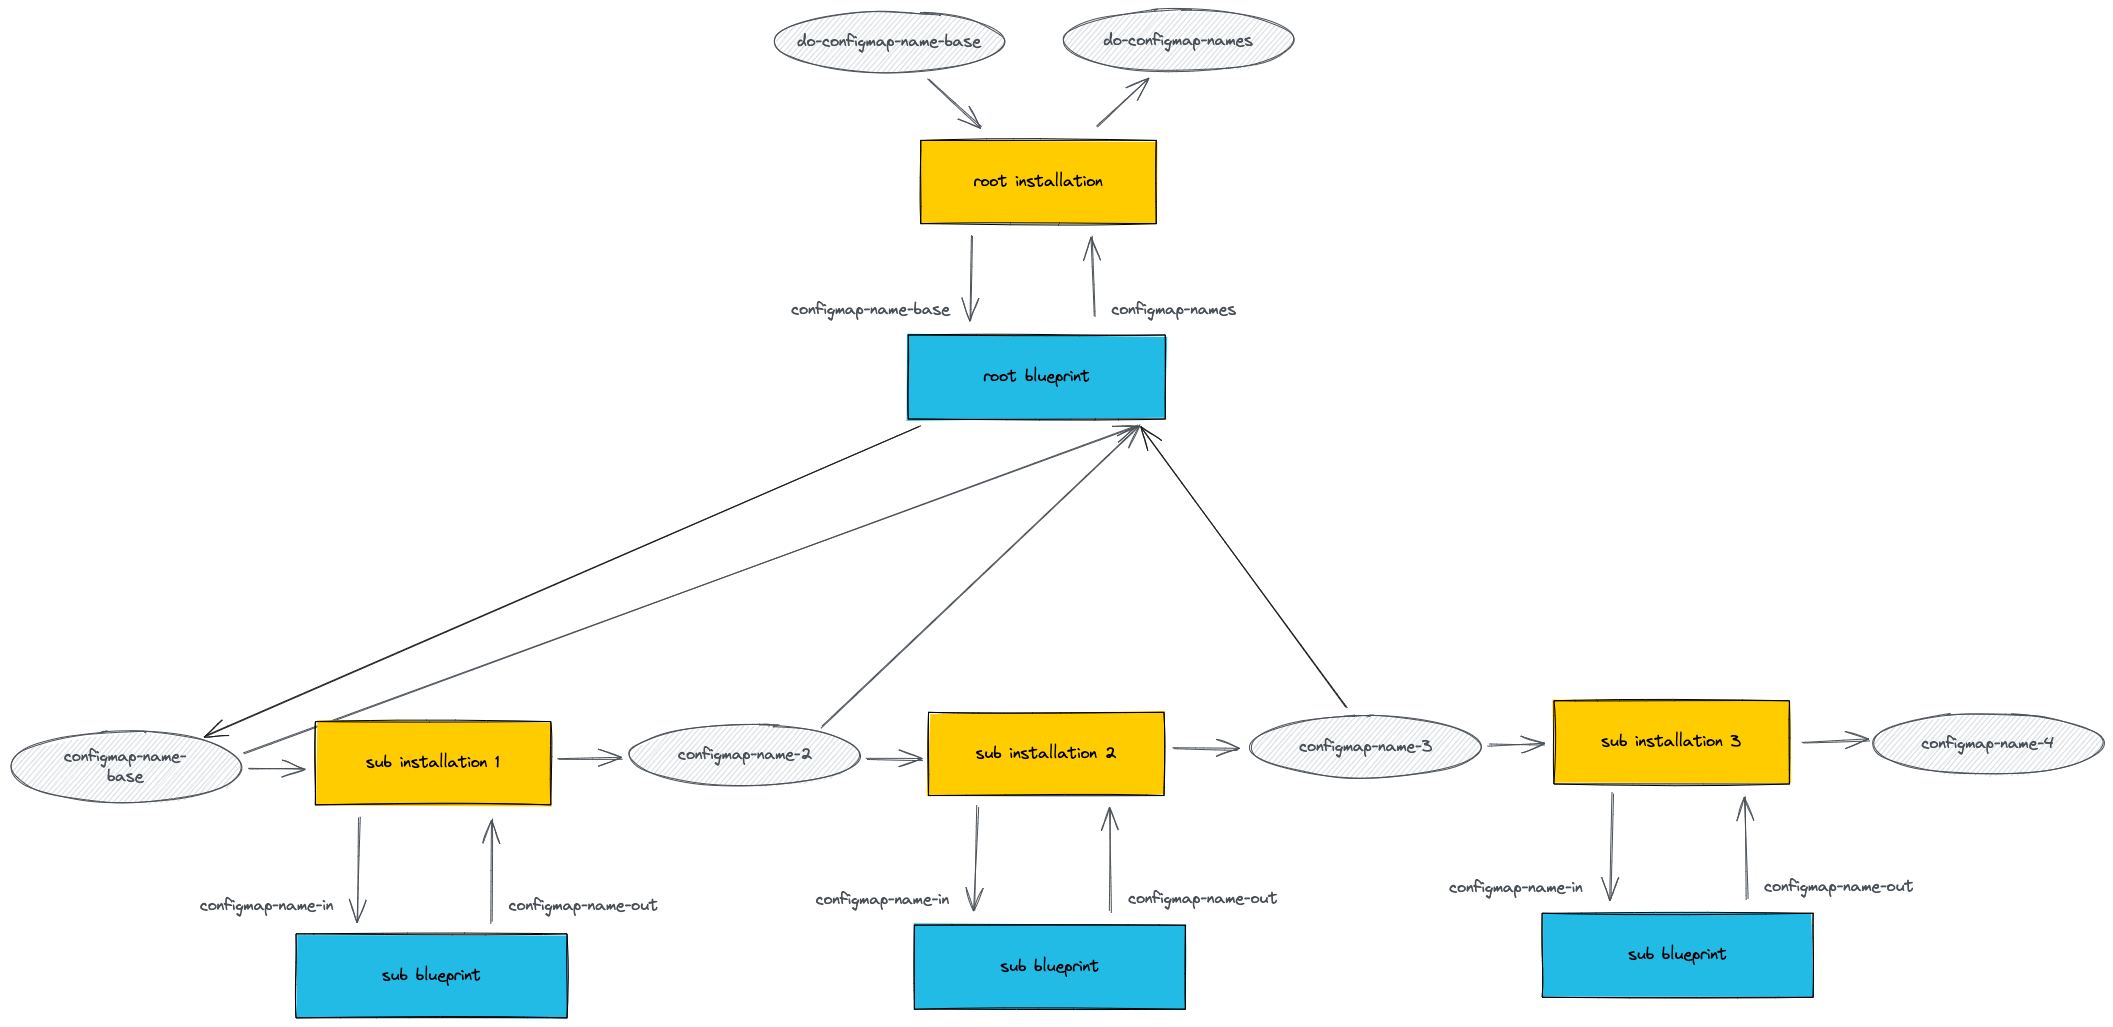 do-configmap-name-base
do-configmap-names
root installation
configmap-name-base
configmap-names
root blueprint
configmap-name-
base
sub installation 1
configmap-name-2
sub installation 2
configmap-name-3
sub installation 3
configmap-name-4
configmap-name-in
configmap-name-out
configmap-name-in
configmap-name-out
configmap-name-in
configmap-name-out
sub blueprint
sub blueprint
sub blueprint